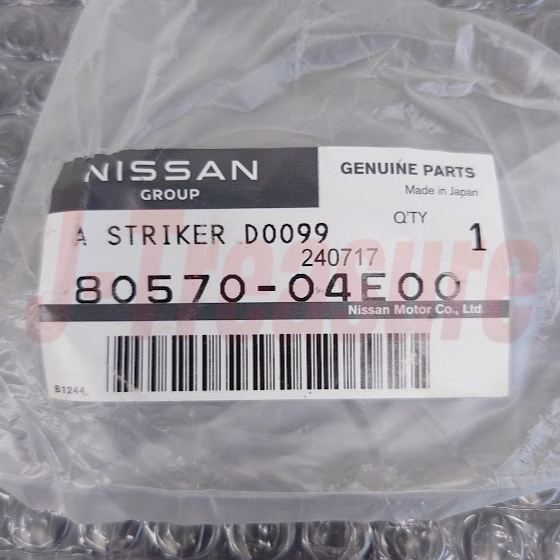 NISSAN
GROUP
GENUINE PARTS
Made in Japan
A STRIKER D0099
Q'TY 1
240717
80570-04E00
Nissan Motor Co., Ltd.
B1244
J-Treasure